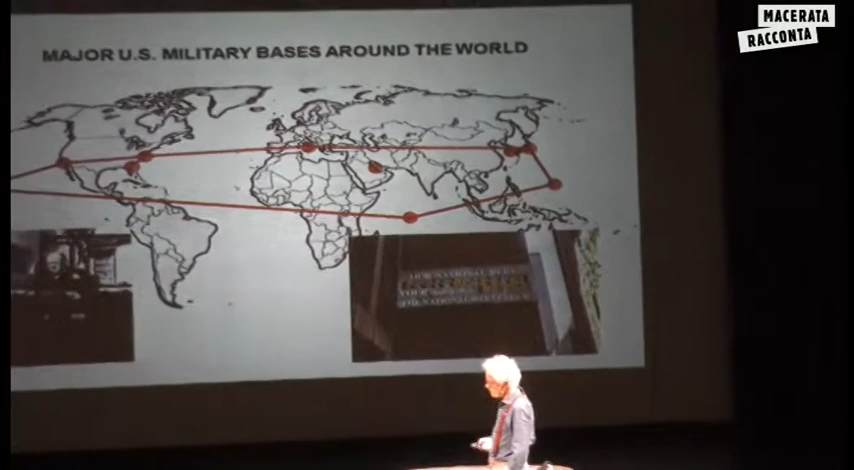 MACERATA
RACCONTA
MAJOR U.S. MILITARY BASES AROUND THE WORLD